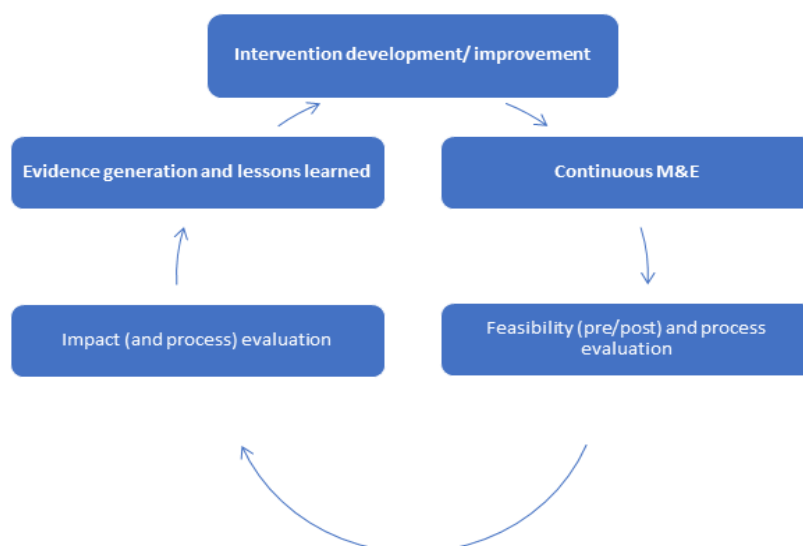 Intervention development/ improvement
Evidence generation and lessons learned
Continuous M&E
Impact (and process) evaluation
Feasibility (pre/post) and process
evaluation